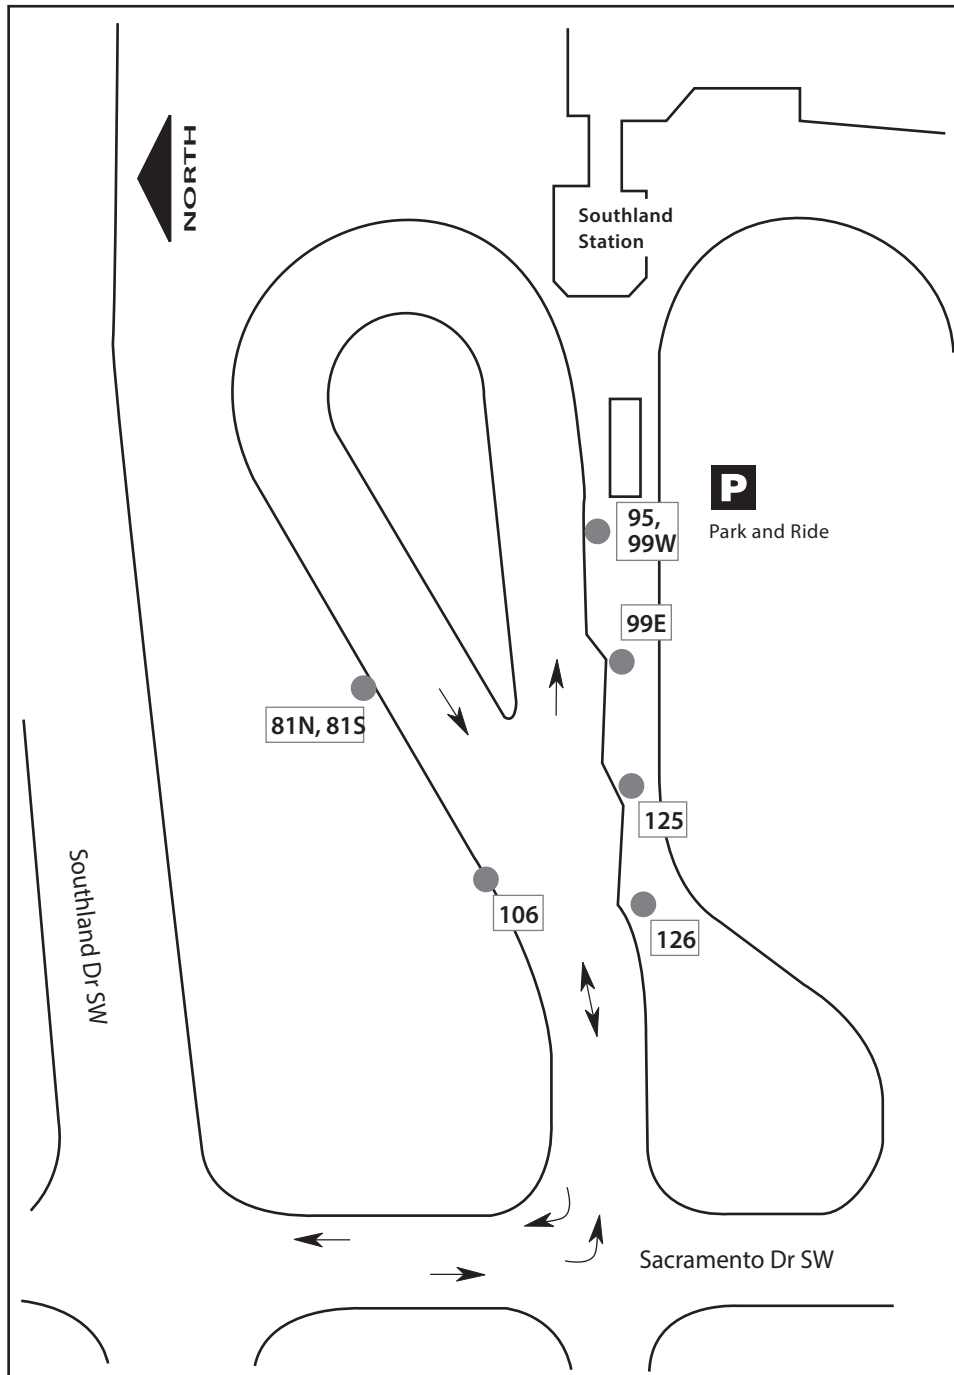 NORTH
Southland
Station
P
Park and Ride
95,
99W
99E
81N, 81S
125
106
126
Southland Dr SW
Sacramento Dr SW